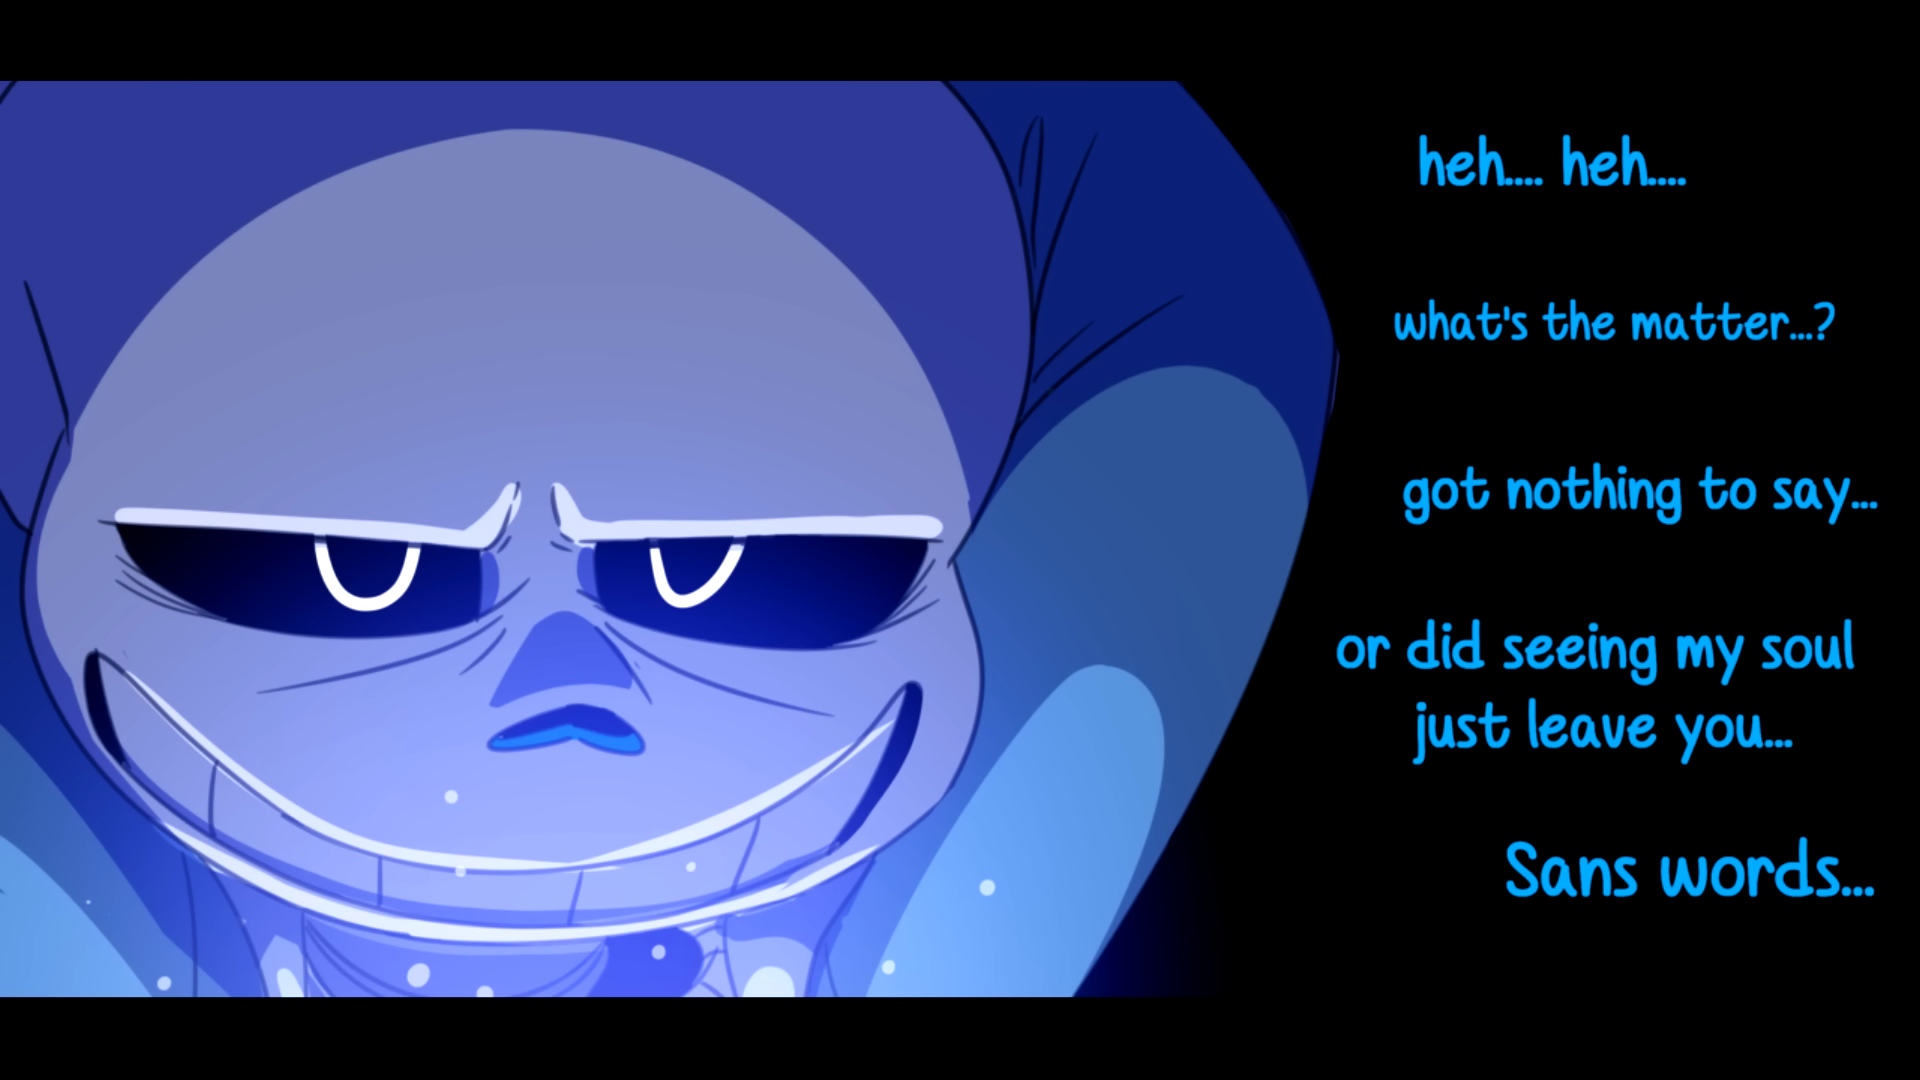 heh.... heh....
what's the matter...?
got nothing to say...
or did seeing my soul
just leave you...
Sans words...